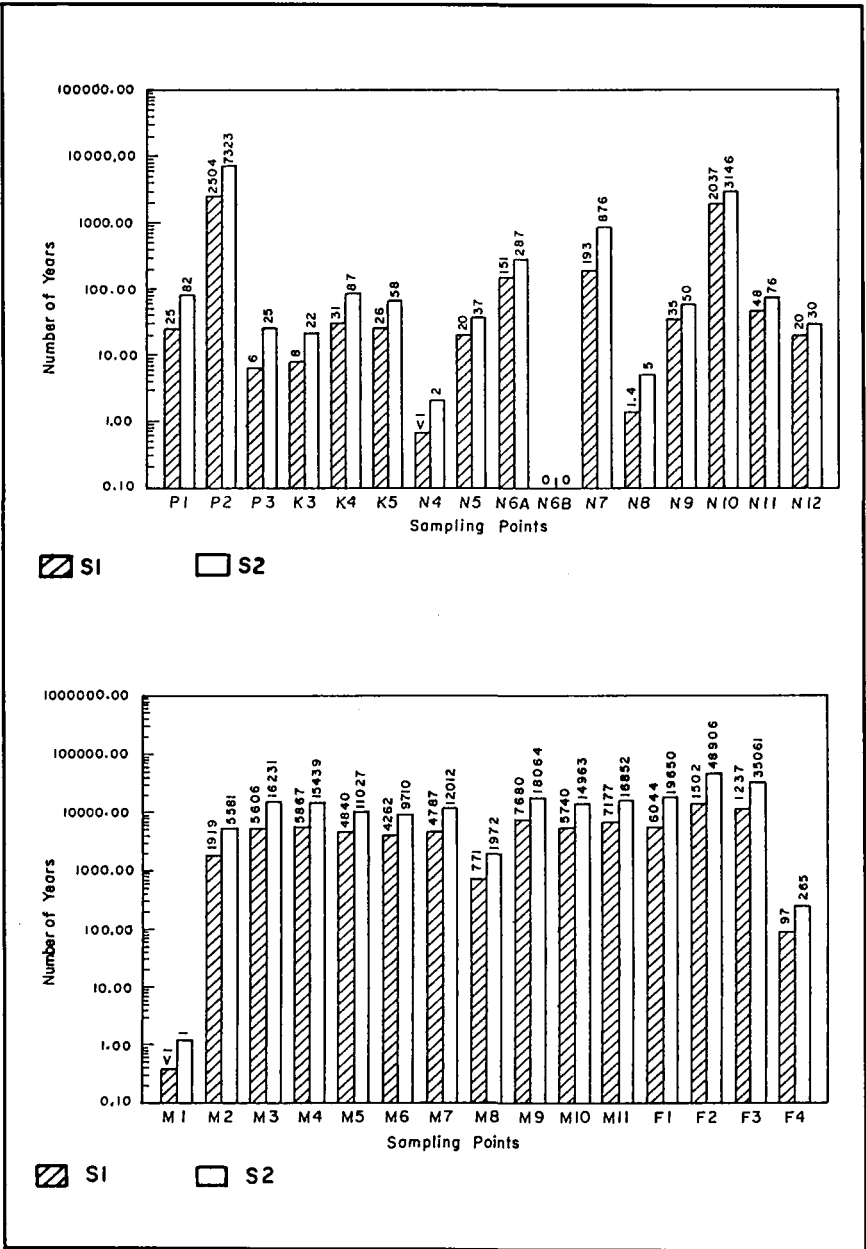 100000.00
10000.00
1000.00
100.00
10.00
1.00
0.10
Number of Years
25 82 2504 7323 6 25 8 22 31 87 26 58 <1 2 20 37 151 287 0 0 193 876 1.4 5 35 50 2037 3146 48 76 20 30
P1 P2 P3 K3 K4 K5 N4 N5 N6A N6B N7 N8 N9 N10 N11 N12
Sampling Points
S1 S2
1000000.00
100000.00
10000.00
1000.00
100.00
10.00
1.00
0.10
Number of Years
<1 1 1919 5581 5606 16231 5867 15439 4840 11027 4262 9710 4787 12012 771 1972 7680 18064 5740 14963 7177 16852 6044 19650 1502 48906 1237 35061 97 265
M1 M2 M3 M4 M5 M6 M7 M8 M9 M10 M11 F1 F2 F3 F4
Sampling Points
S1 S2